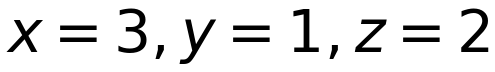 x = 3, y = 1, z = 2